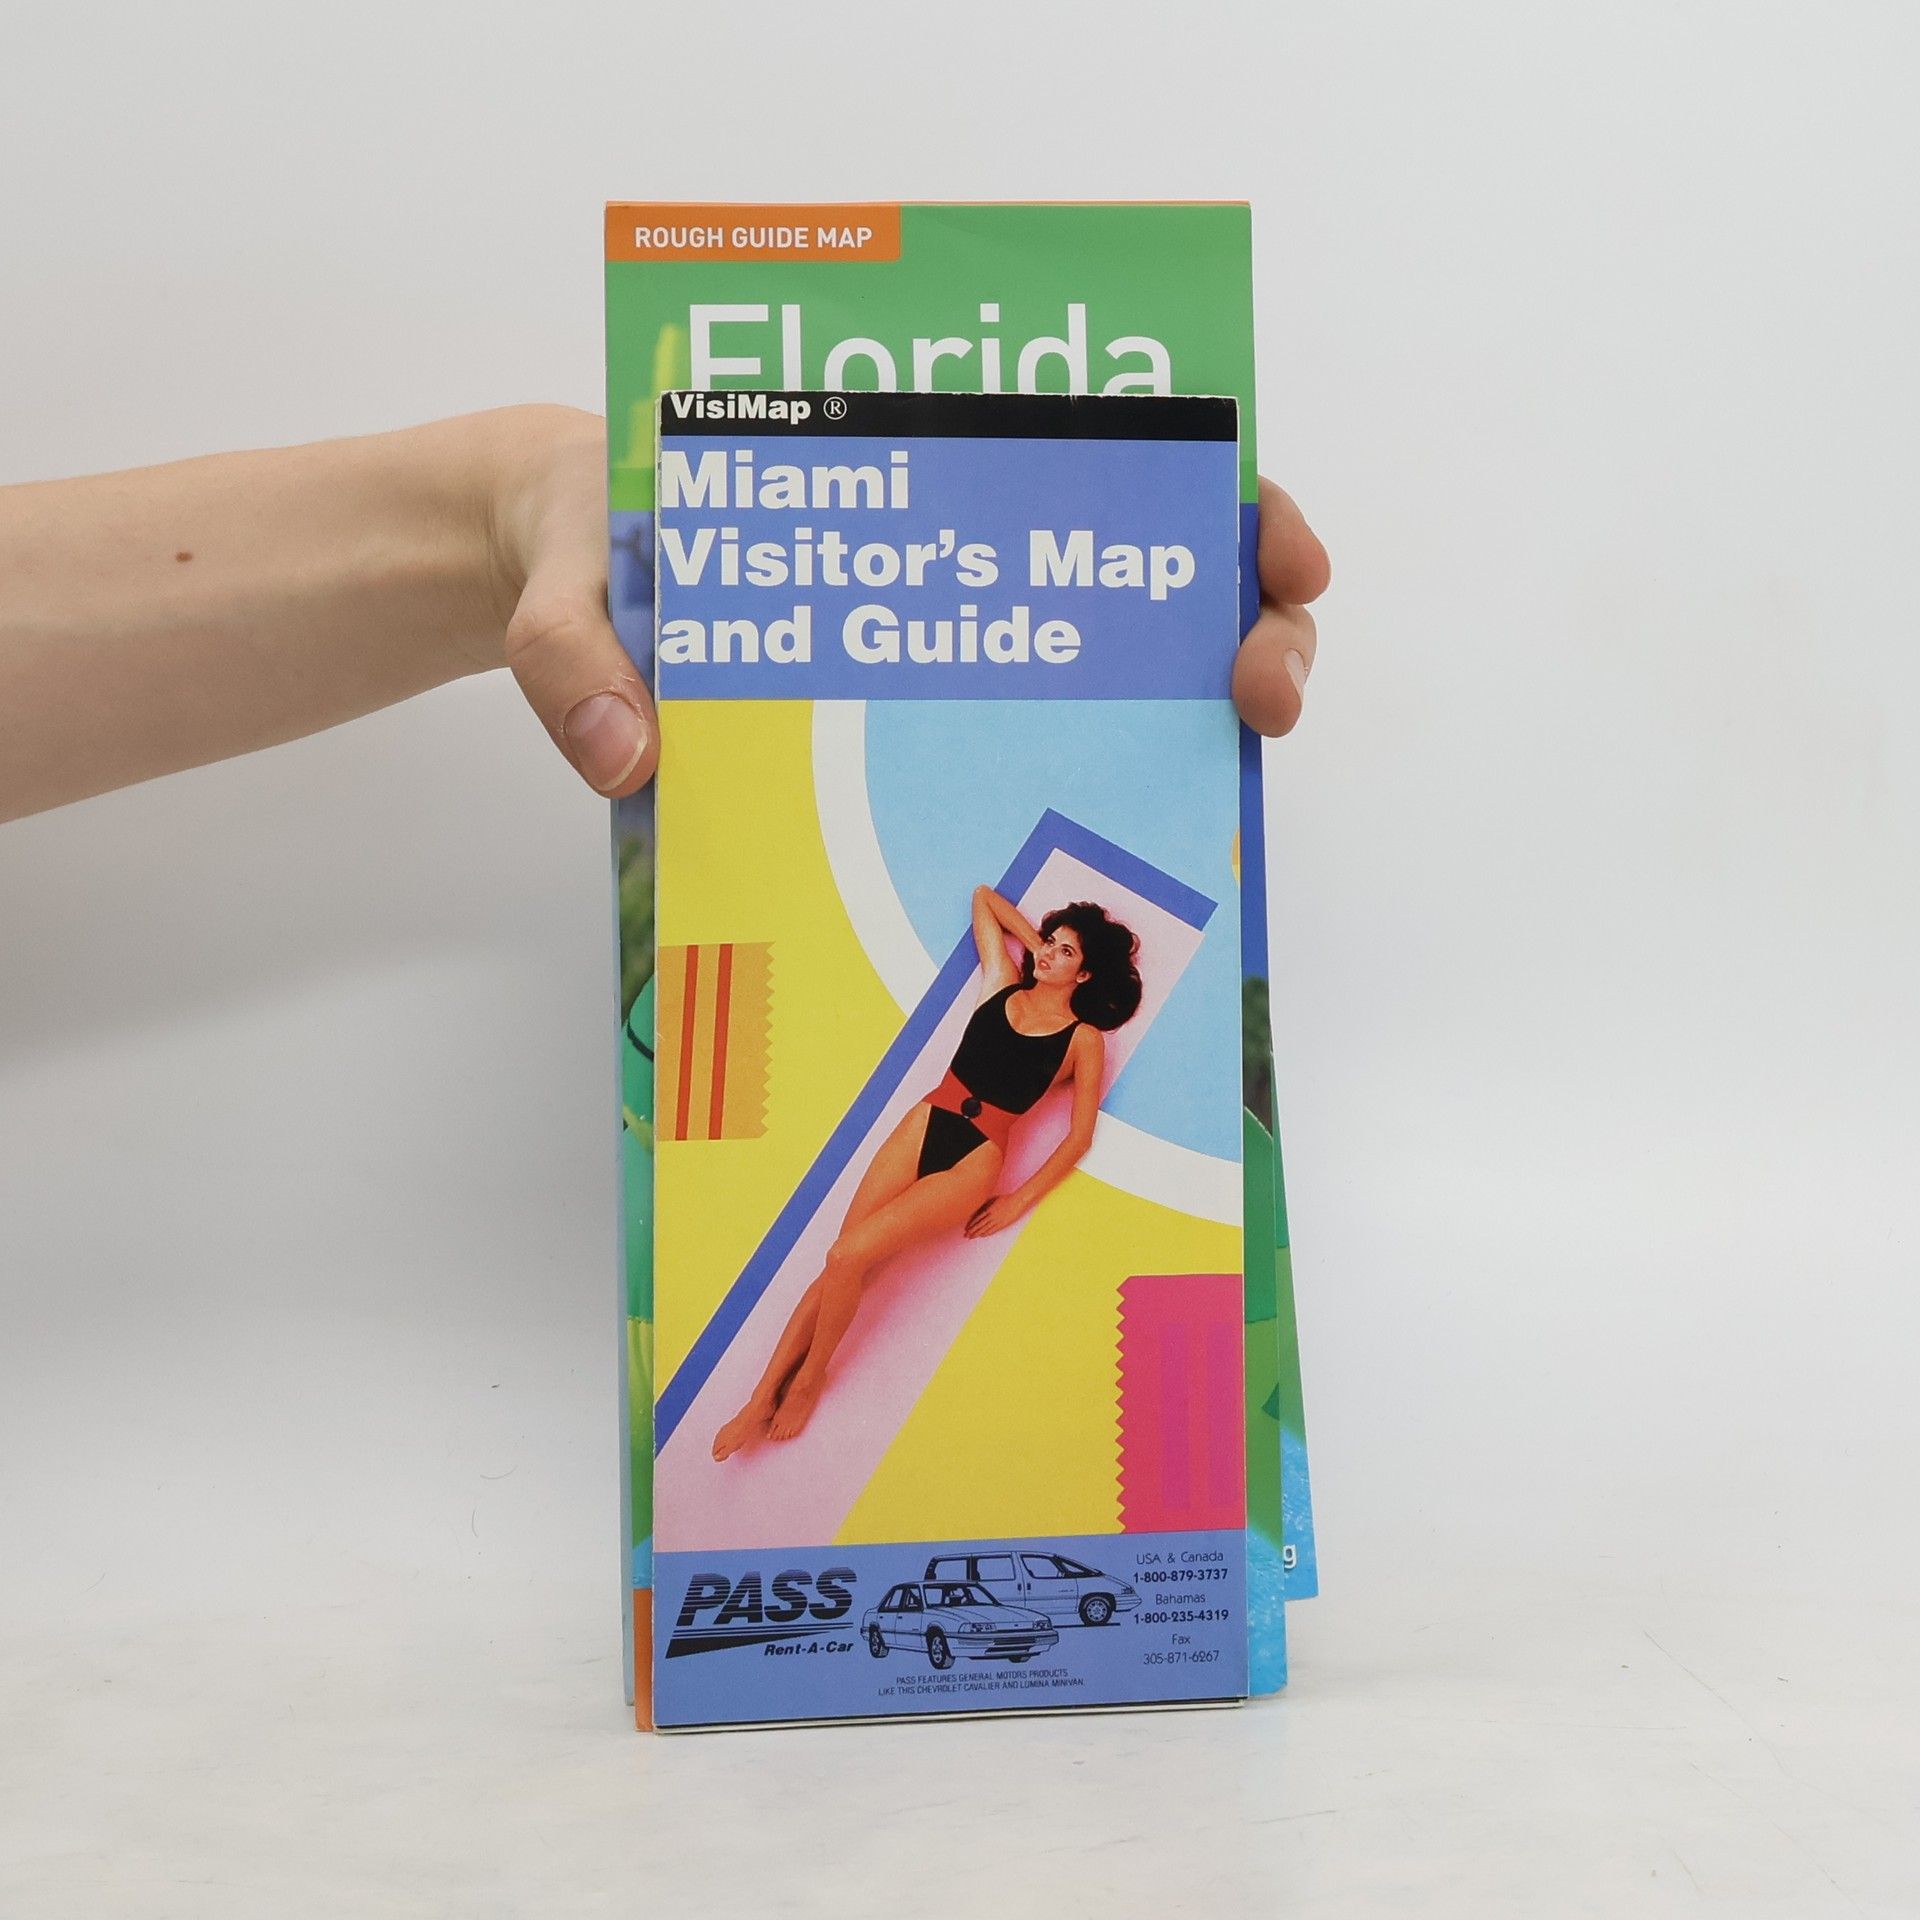 ROUGH GUIDE MAP
Florida
VisiMap ®
Miami
Visitor's Map
and Guide
PASS
Rent-A-Car
USA & Canada
1-800-879-3737
Bahamas
1-800-235-4319
Fax
305-871-6267
PASS FEATURES GENERAL MOTORS PRODUCTS
LIKE THIS CHEVROLET CAVALIER AND LUMINA MINIVAN.
g